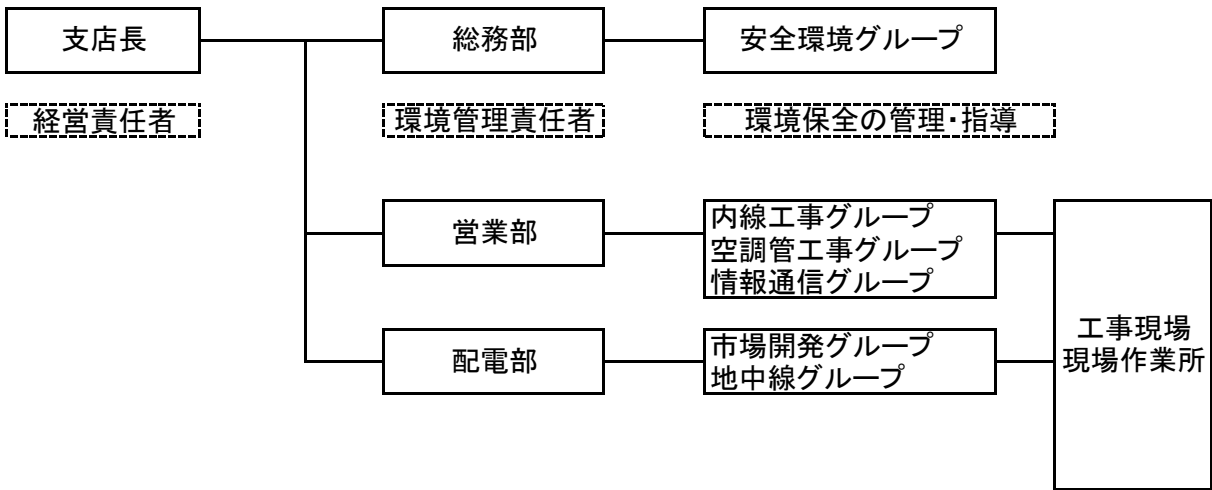 支店長
総務部
安全環境グループ
経営責任者
環境管理責任者
環境保全の管理・指導
営業部
内線工事グループ
空調管工事グループ
情報通信グループ
配電部
市場開発グループ
地中線グループ
工事現場
現場作業所